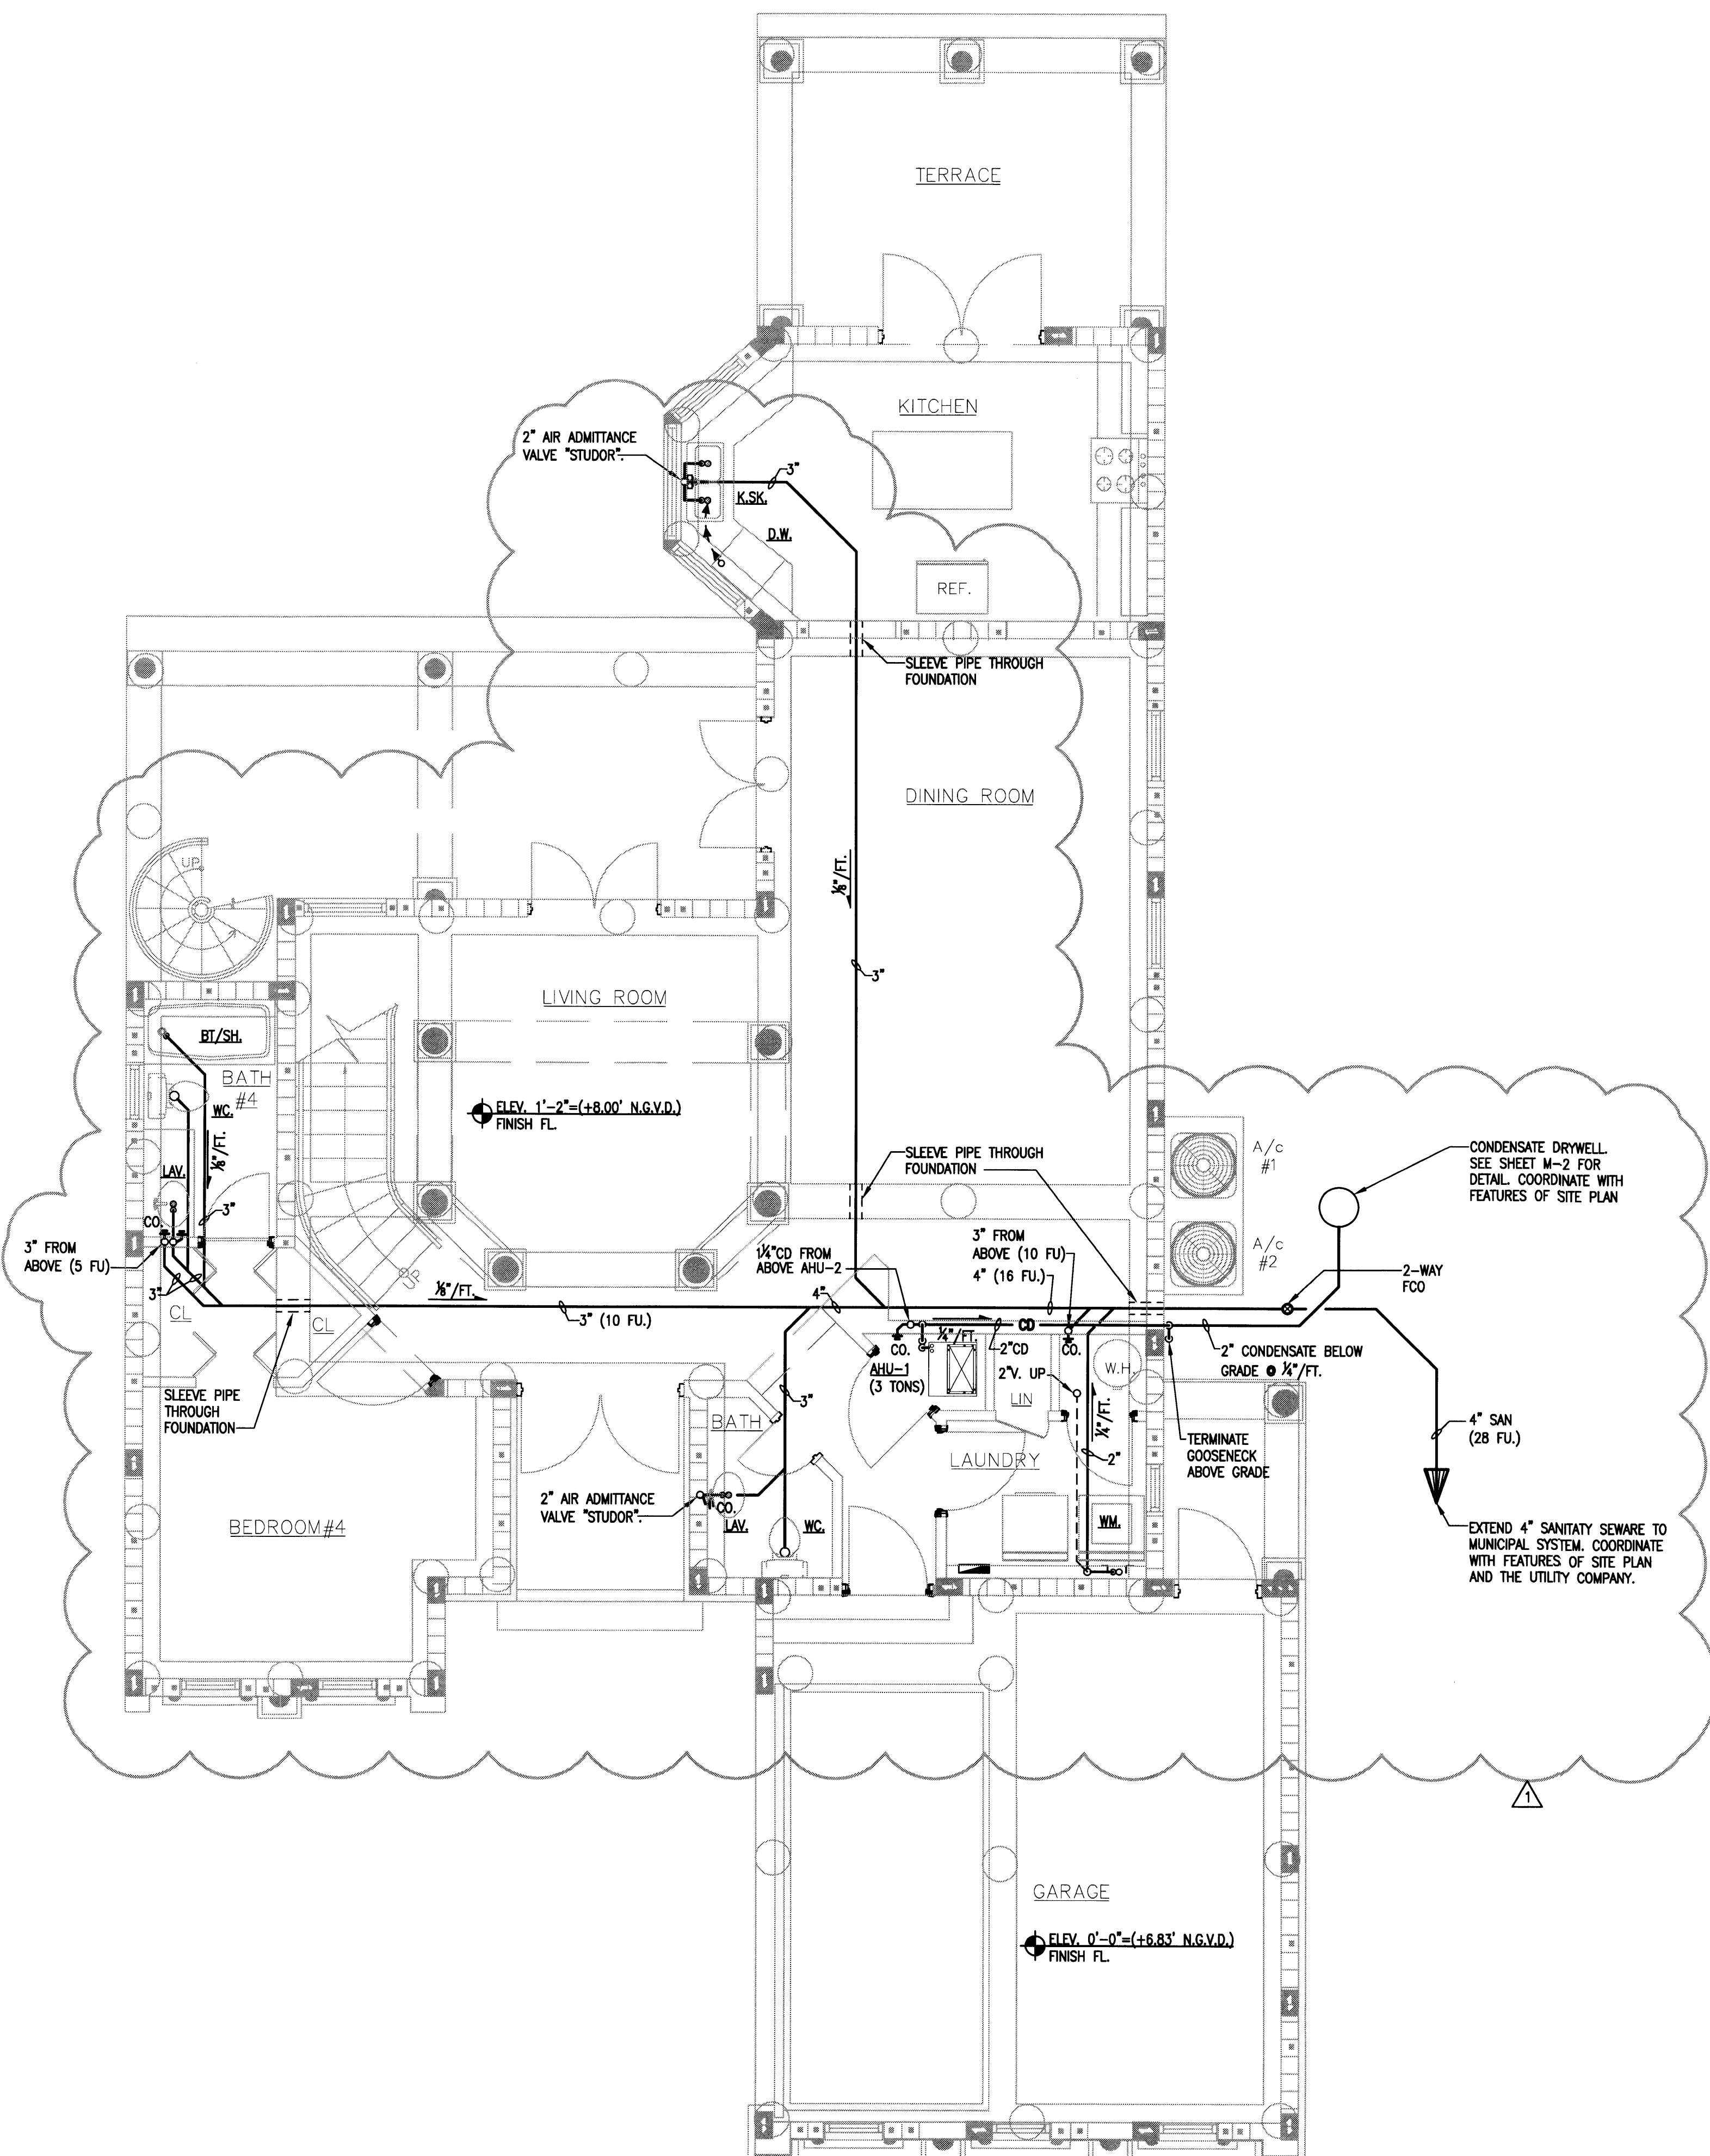 TERRACE
KITCHEN
2" AIR ADMITTANCE
VALVE "STUDOR".
3"
K.SK.
D.W.
REF.
SLEEVE PIPE THROUGH
FOUNDATION
DINING ROOM
UP
⅛"/FT.
3"
LIVING ROOM
BT/SH.
BATH
#4
WC.
ELEV. 1'-2"=(+8.00' N.G.V.D.)
FINISH FL.
⅛"/FT.
LAV.
3"
CO.
3" FROM
ABOVE (5 FU)
3"
CL
CL
UP
SLEEVE PIPE THROUGH
FOUNDATION
A/c
#1
CONDENSATE DRYWELL.
SEE SHEET M-2 FOR
DETAIL. COORDINATE WITH
FEATURES OF SITE PLAN
A/c
#2
1¼"CD FROM
ABOVE AHU-2
3" FROM
ABOVE (10 FU)
4" (16 FU.)
2-WAY
FCO
⅛"/FT.
3" (10 FU.)
4"
CD
CO.
¼"/FT.
2"CD
CO.
AHU-1
(3 TONS)
2"V. UP
LIN
W.H.
2" CONDENSATE BELOW
GRADE @ ¼"/FT.
SLEEVE PIPE
THROUGH
FOUNDATION
3"
BATH
¼"/FT.
2"
LAUNDRY
TERMINATE
GOOSENECK
ABOVE GRADE
4" SAN
(28 FU.)
2" AIR ADMITTANCE
VALVE "STUDOR".
CO.
LAV.
WC.
WM.
BEDROOM#4
EXTEND 4" SANITATY SEWARE TO
MUNICIPAL SYSTEM. COORDINATE
WITH FEATURES OF SITE PLAN
AND THE UTILITY COMPANY.
1
GARAGE
ELEV. 0'-0"=(+6.83' N.G.V.D.)
FINISH FL.